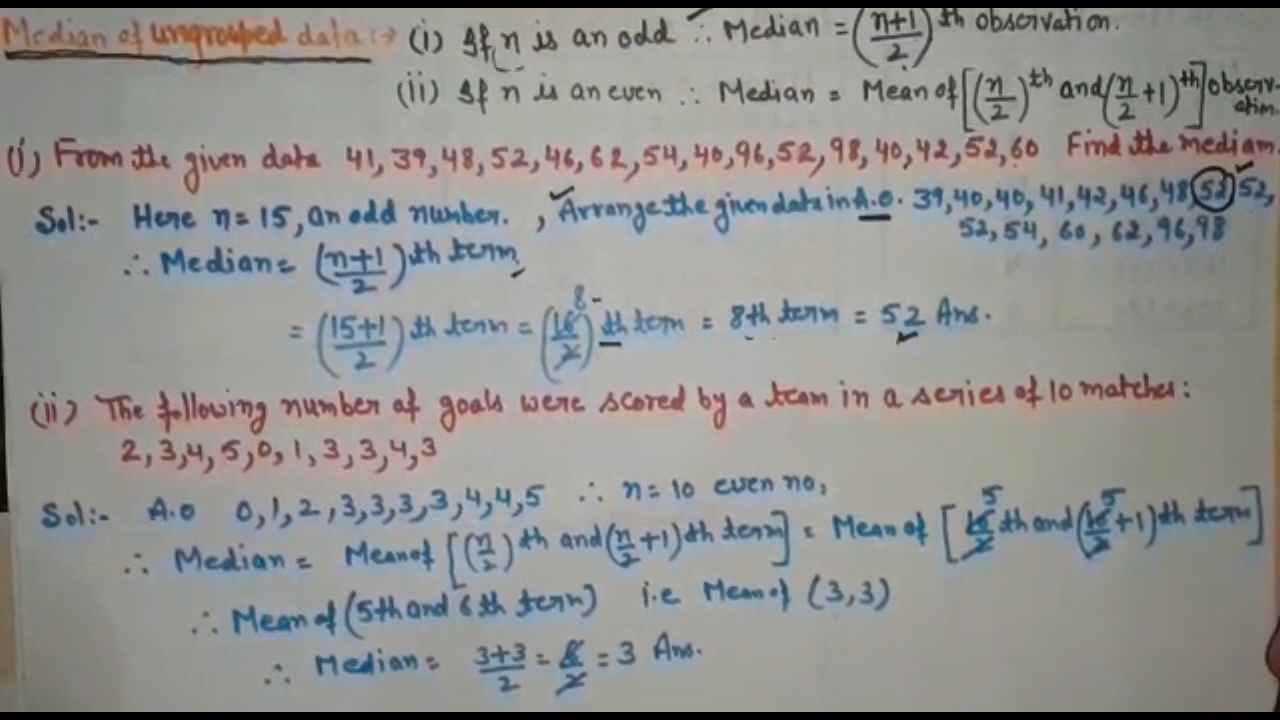 Median of ungrouped data :→ (i) If n is an odd ∴ Median = (n+1/2)th observation.
(ii) If n is an even ∴ Median = Mean of [(n/2)th and (n/2+1)th] observation.
(i) From the given data 41, 39, 48, 52, 46, 62, 54, 40, 96, 52, 98, 40, 42, 52, 60 Find the median.
Sol:- Here n=15, an odd number. , Arrange the given data in A.O. 39, 40, 40, 41, 42, 46, 48, 52, 52,
52, 54, 60, 62, 96, 98
∴ Median = (n+1/2)th term,
= (15+1/2)th term = (16/2)th term = 8th term = 52 Ans.
(ii) The following number of goals were scored by a team in a series of 10 matches:
2, 3, 4, 5, 0, 1, 3, 3, 4, 3
Sol:- A.O 0, 1, 2, 3, 3, 3, 3, 4, 4, 5 ∴ n = 10 even no,
∴ Median = Mean of [(n/2)th and (n/2+1)th term] = Mean of [10/2 th and (10/2+1)th term]
∴ Mean of (5th and 6th term) i.e Mean of (3,3)
∴ Median = 3+3/2 = 6/2 = 3 Ans.